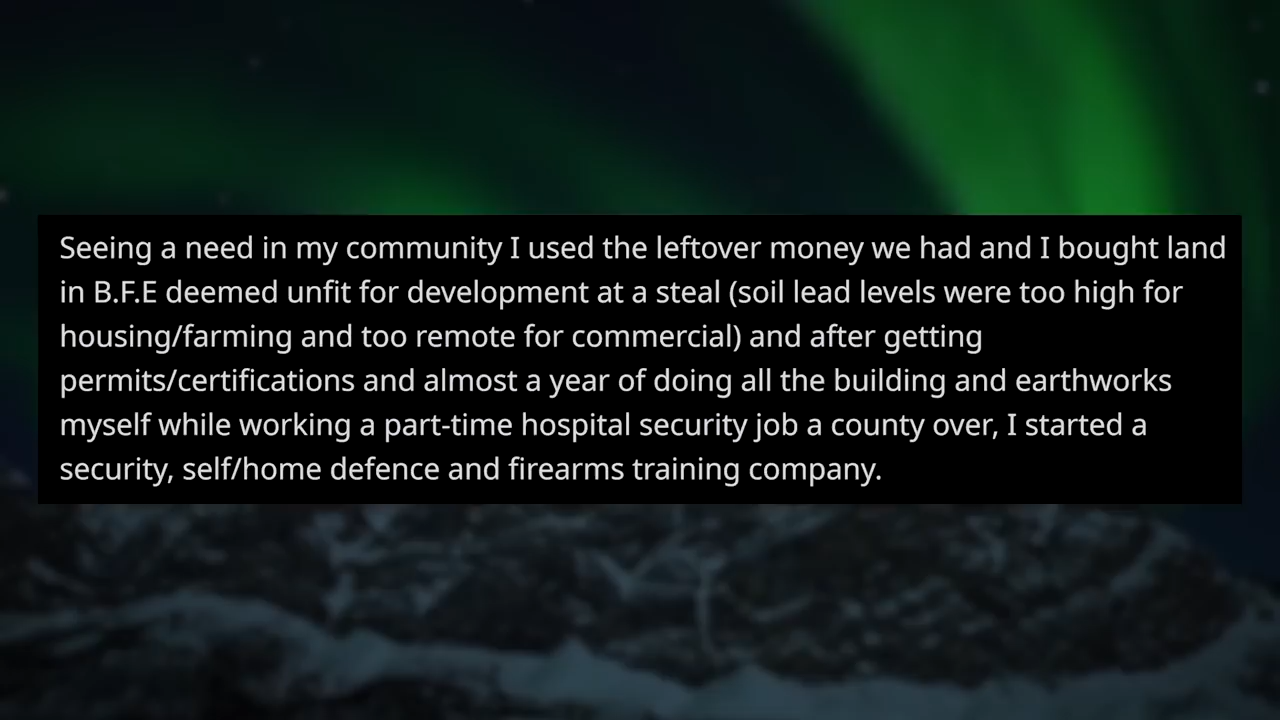 Seeing a need in my community I used the leftover money we had and I bought land
in B.F.E deemed unfit for development at a steal (soil lead levels were too high for
housing/farming and too remote for commercial) and after getting
permits/certifications and almost a year of doing all the building and earthworks
myself while working a part-time hospital security job a county over, I started a
security, self/home defence and firearms training company.